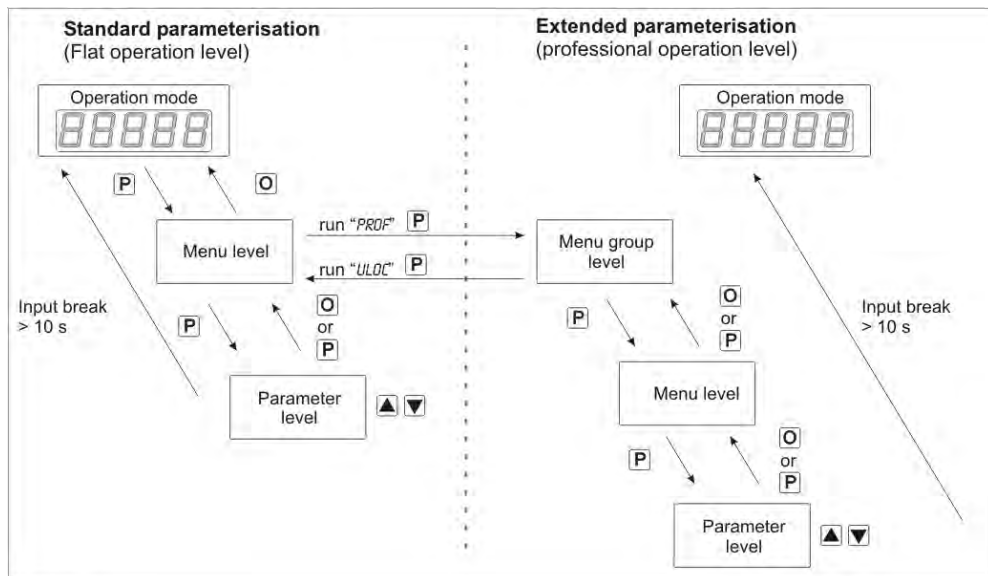 Standard parameterisation
(Flat operation level)
Operation mode
88888
P
O
Menu level
run “PROF” P
run “ULOC” P
Input break
> 10 s
P
O
or
P
Parameter
level
▲ ▼
Extended parameterisation
(professional operation level)
Operation mode
88888
Menu group
level
P
O
or
P
Input break
> 10 s
Menu level
P
O
or
P
Parameter
level
▲ ▼